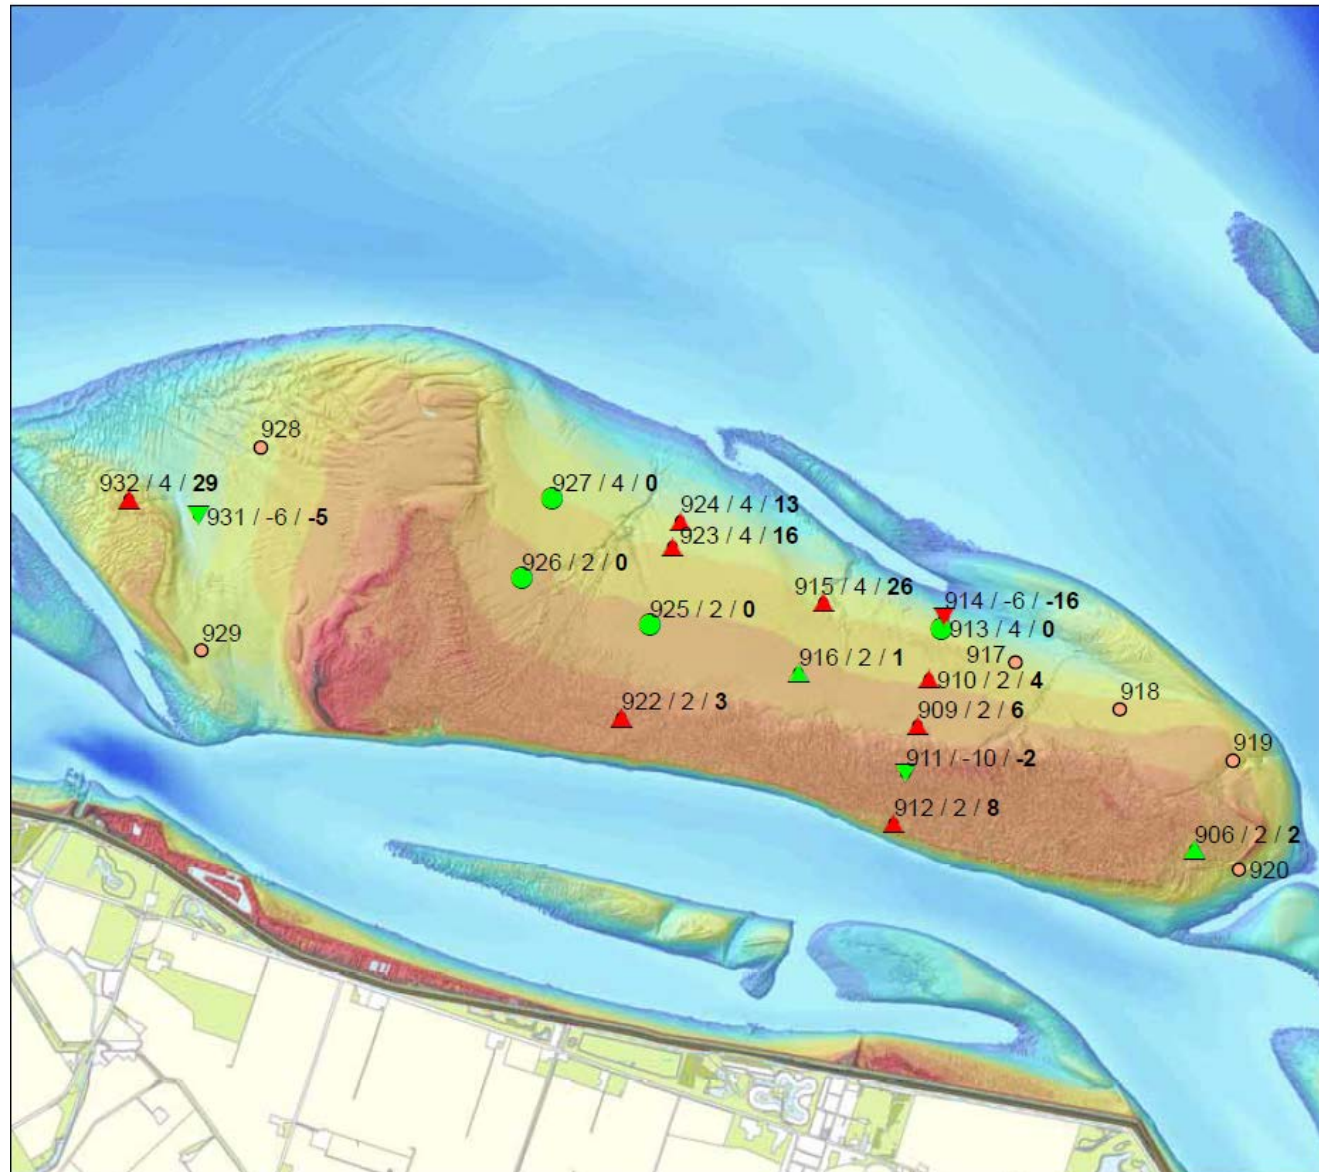 928
932 / 4 / 29
931 / -6 / -5
927 / 4 / 0
924 / 4 / 13
923 / 4 / 16
926 / 2 / 0
915 / 4 / 26
914 / -6 / -16
925 / 2 / 0
913 / 4 / 0
929
917
916 / 2 / 1
910 / 2 / 4
918
922 / 2 / 3
909 / 2 / 6
919
911 / -10 / -2
912 / 2 / 8
906 / 2 / 2
920